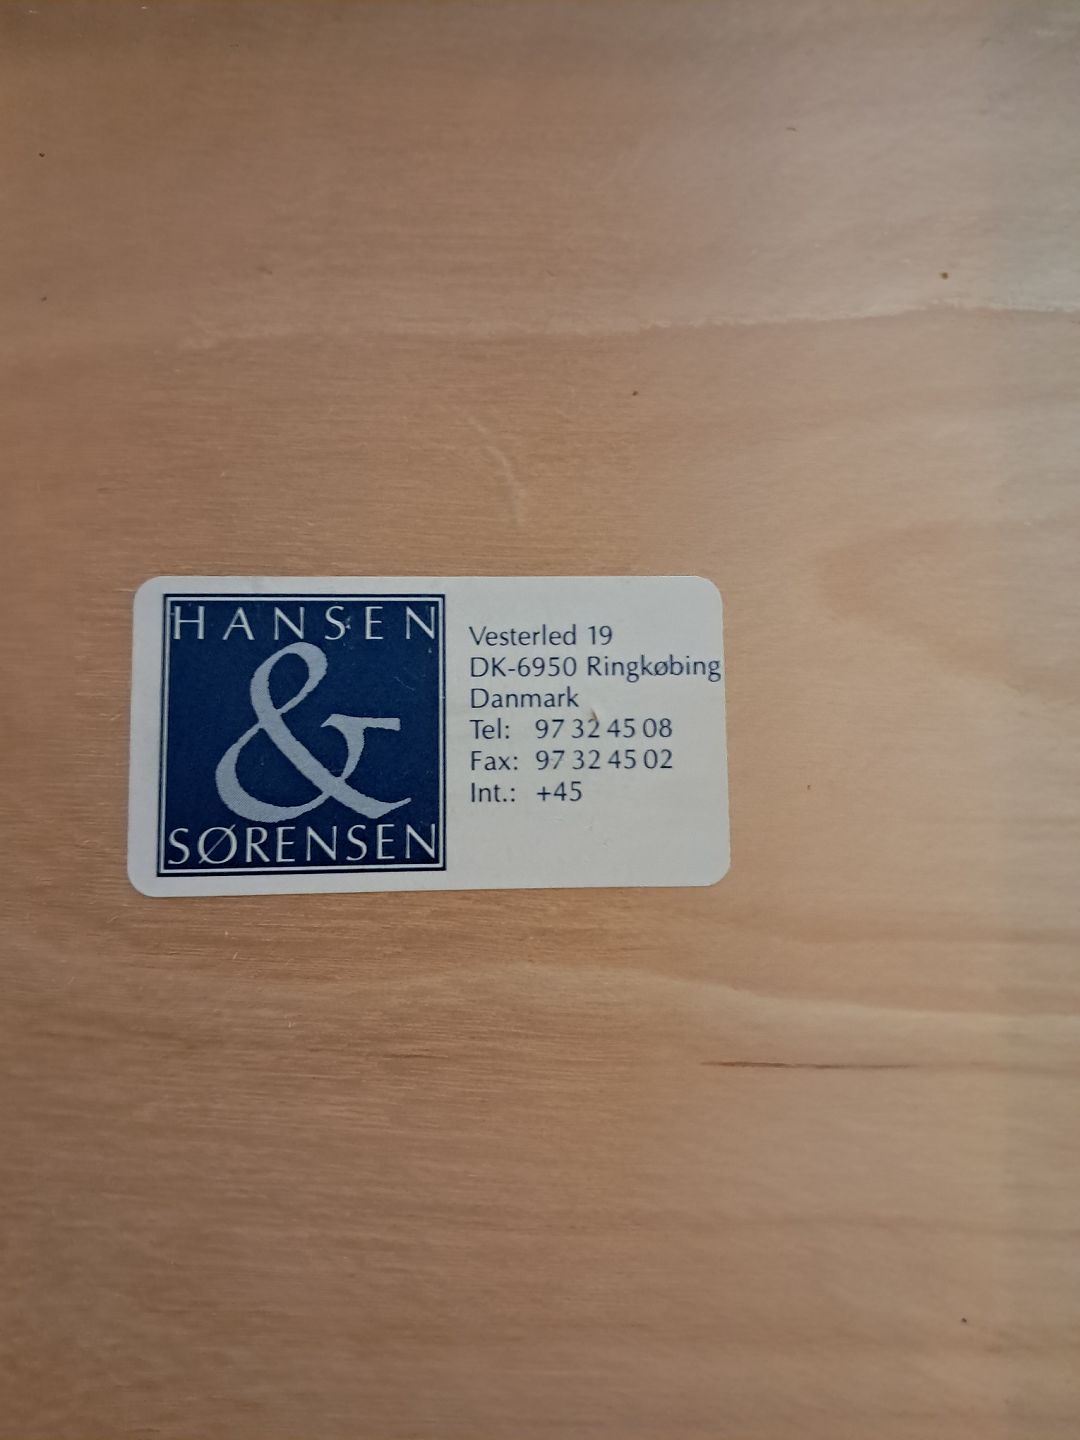 HANSEN
&
SØRENSEN
Vesterled 19
DK-6950 Ringkøbing
Danmark
Tel: 97 32 45 08
Fax: 97 32 45 02
Int.: +45